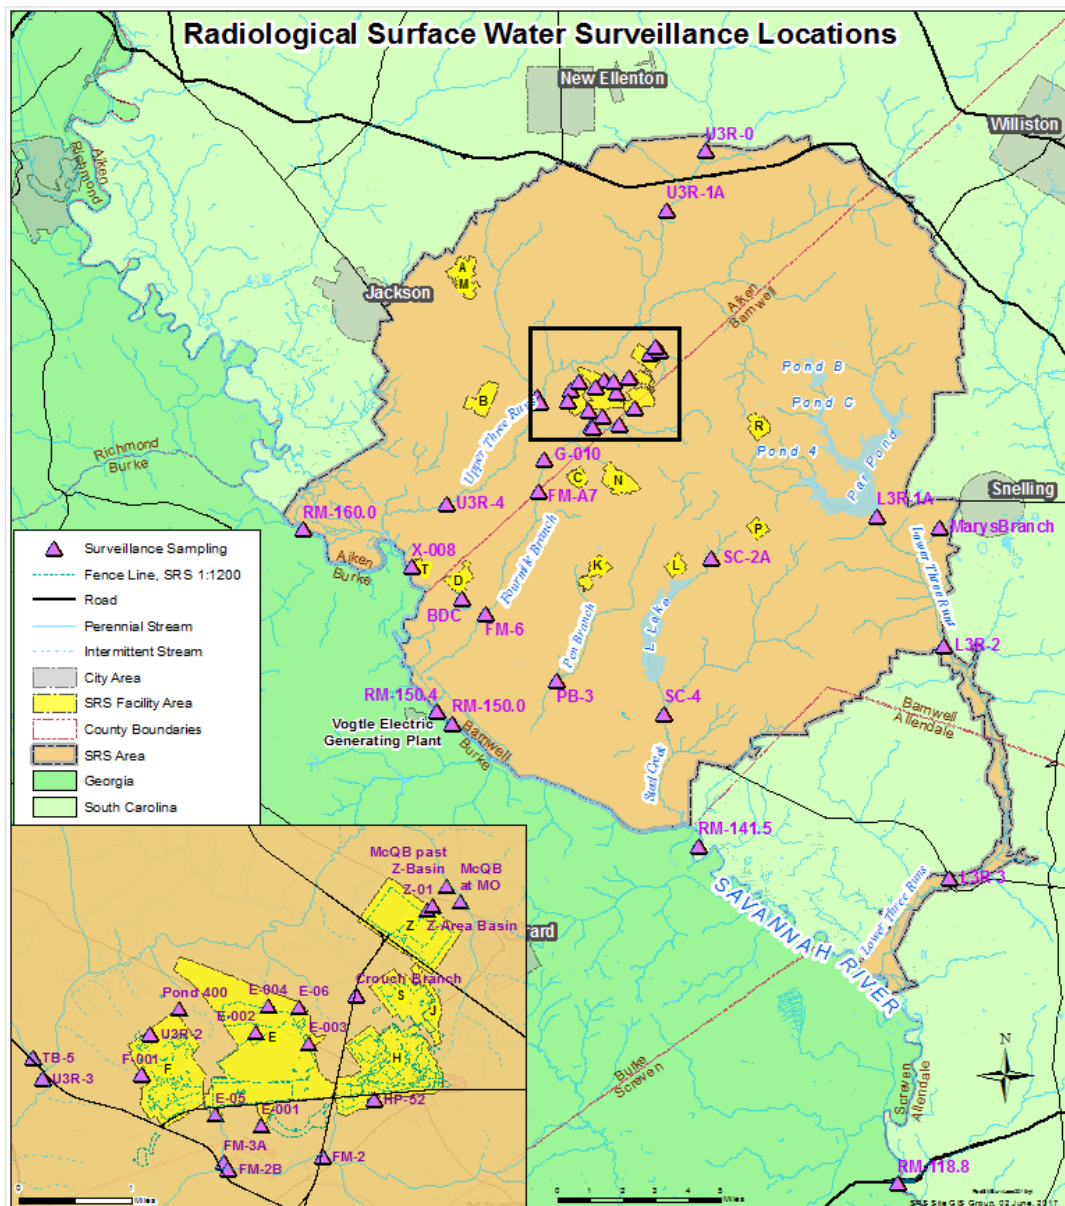 Radiological Surface Water Surveillance Locations
New Ellenton
Williston
U3R-0
Aiken
Richmond
U3R-1A
A
M
Jackson
Aiken
Barnwell
Pond B
B
Pond C
Upper Three Runs
R
Richmond
Burke
Pond 4
G-010
Par Pond
C
N
Snelling
FM-A7
U3R-4
L3R-1A
RM-160.0
MarysBranch
P
Fourmile Branch
Aiken
Burke
X-008
T
SC-2A
Lower Three Runs
D
K
L
BDC
FM-6
L Lake
Pen Branch
L3R-2
PB-3
RM-150.4
SC-4
RM-150.0
Barnwell
Allendale
Vogtle Electric
Generating Plant
Barnwell
Burke
Steel Creek
RM-141.5
L3R-3
SAVANNAH RIVER
Lower Three Runs
Burke
Screven
Screven
Allendale
RM-118.8
N
Surveillance Sampling
Fence Line, SRS 1:1200
Road
Perennial Stream
Intermittent Stream
City Area
SRS Facility Area
County Boundaries
SRS Area
Georgia
South Carolina
McQB past
Z-Basin
McQB
at MO
Z-01
Z
Z-Area Basin
rard
Crouch Branch
S
J
Pond 400
E-004
E-06
E-002
E
E-003
U3R-2
H
TB-5
F-001
F
U3R-3
HP-52
E-05
E-001
FM-3A
FM-2
FM-2B
0 1
Miles
0 1 2 3 4 5
Miles
SRS Site GIS Group, 02 June, 2017